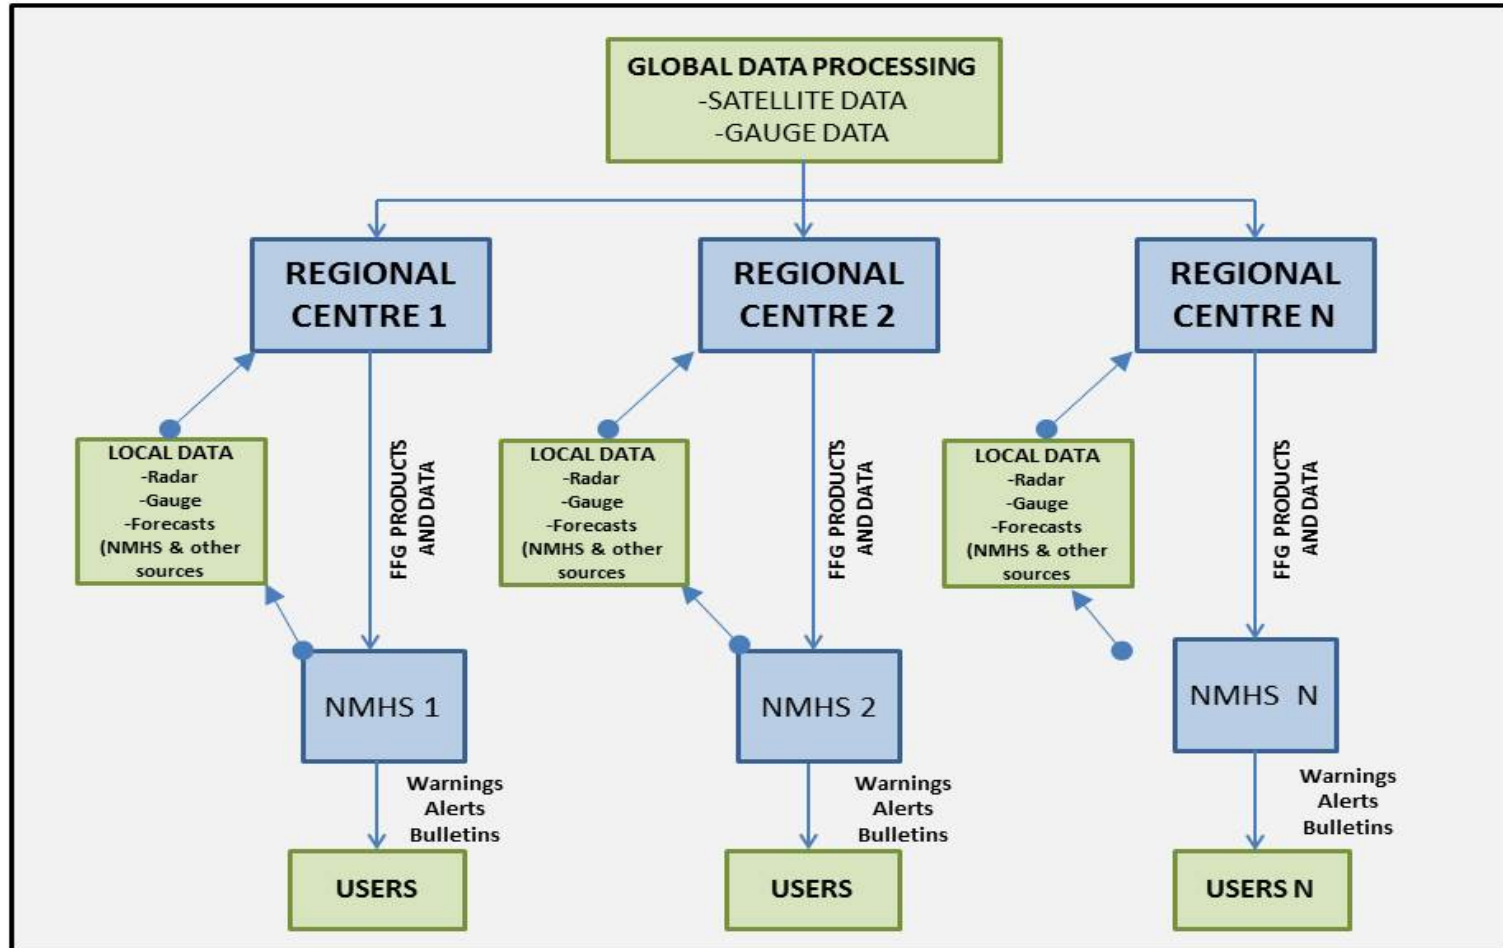 GLOBAL DATA PROCESSING
-SATELLITE DATA
-GAUGE DATA
REGIONAL
CENTRE 1
REGIONAL
CENTRE 2
REGIONAL
CENTRE N
LOCAL DATA
-Radar
-Gauge
-Forecasts
(NMHS & other
sources
FFG PRODUCTS
AND DATA
LOCAL DATA
-Radar
-Gauge
-Forecasts
(NMHS & other
sources
FFG PRODUCTS
AND DATA
LOCAL DATA
-Radar
-Gauge
-Forecasts
(NMHS & other
sources
FFG PRODUCTS
AND DATA
NMHS 1
NMHS 2
NMHS N
Warnings
Alerts
Bulletins
Warnings
Alerts
Bulletins
Warnings
Alerts
Bulletins
USERS
USERS
USERS N